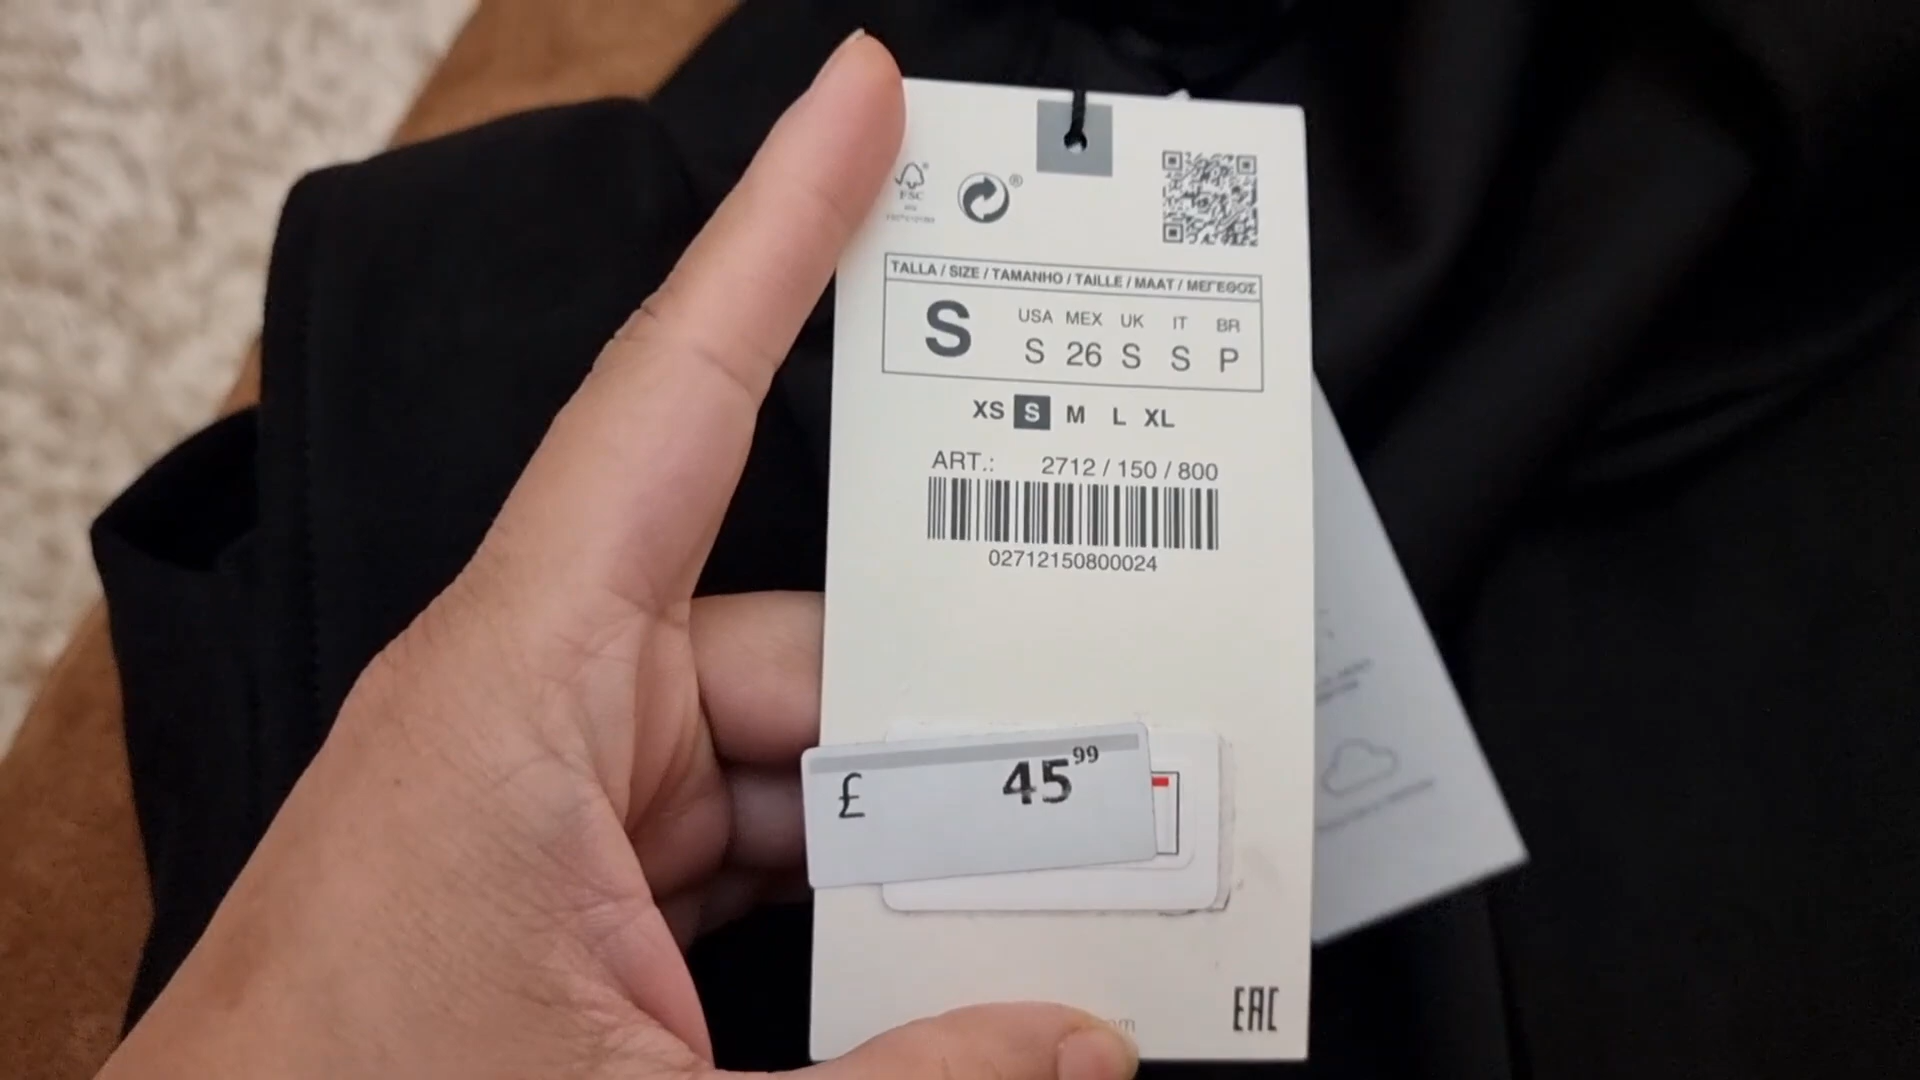 FSC
®
TALLA / SIZE / TAMANHO / TAILLE / MAAT / ΜΕΓΕΘΟΣ
S
USA MEX UK IT BR
S 26 S S P
XS S M L XL
ART.: 2712 / 150 / 800
02712150800024
£ 45 99
EAC